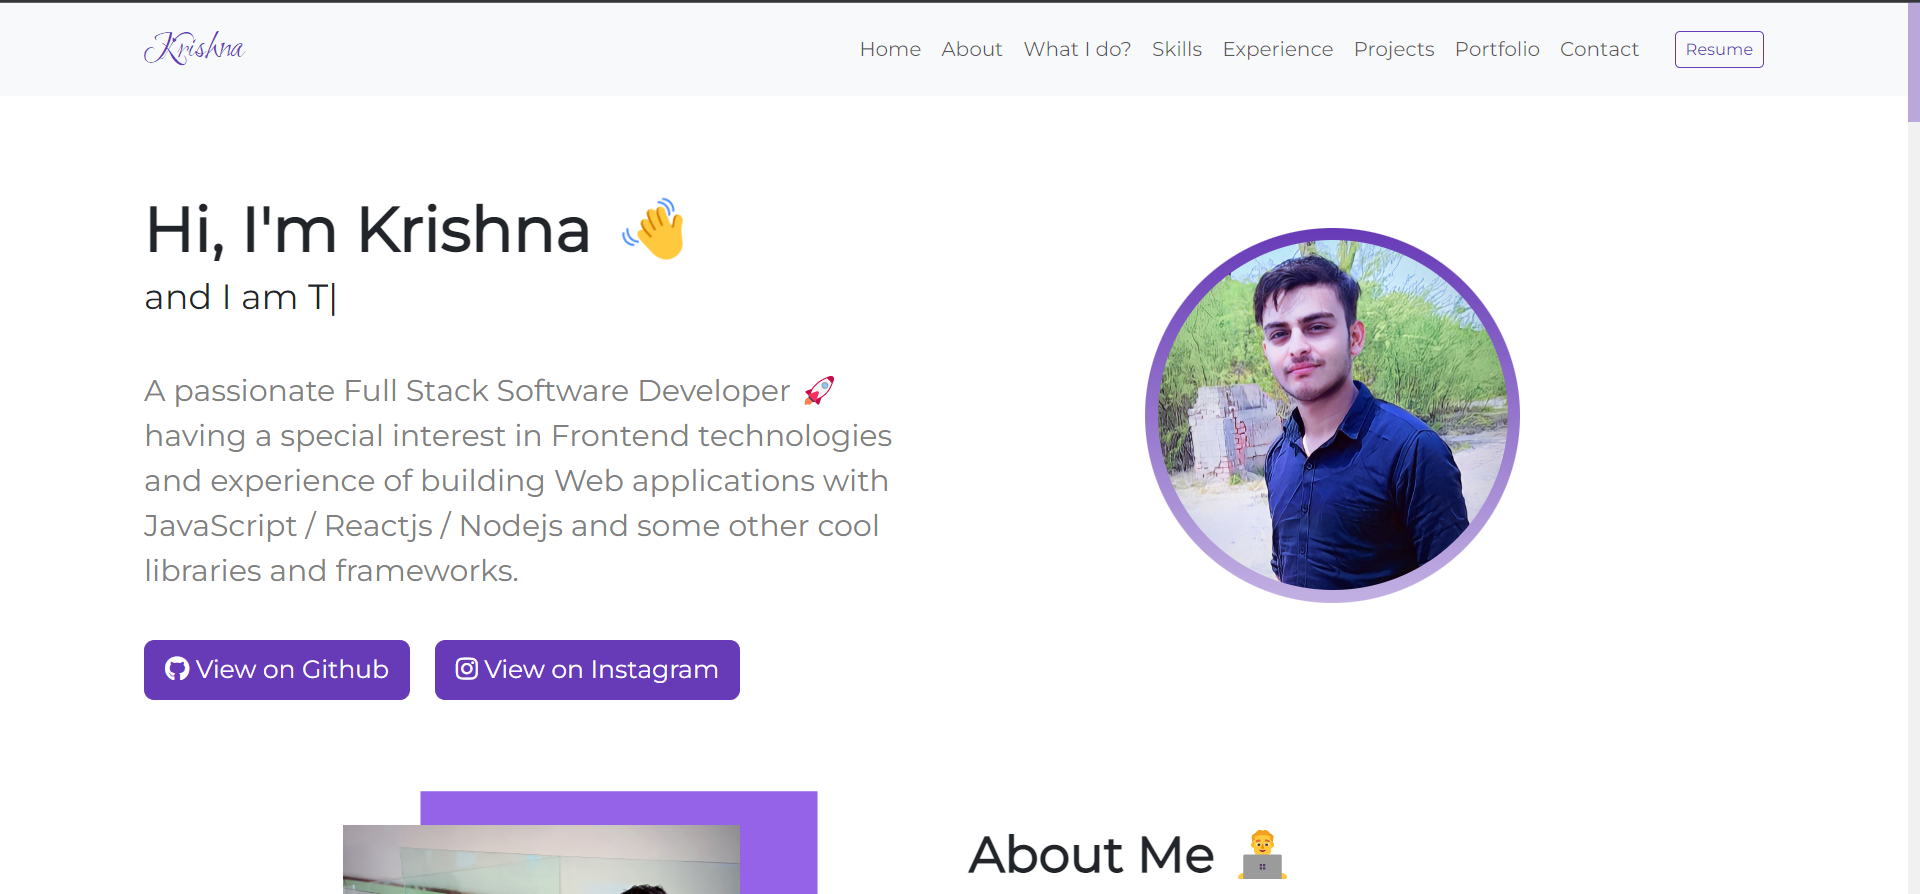 Krishna
Home About What I do? Skills Experience Projects Portfolio Contact Resume
Hi, I'm Krishna 👋
and I am T|
A passionate Full Stack Software Developer 🚀
having a special interest in Frontend technologies
and experience of building Web applications with
JavaScript / Reactjs / Nodejs and some other cool
libraries and frameworks.
View on Github View on Instagram
About Me 👨‍💻